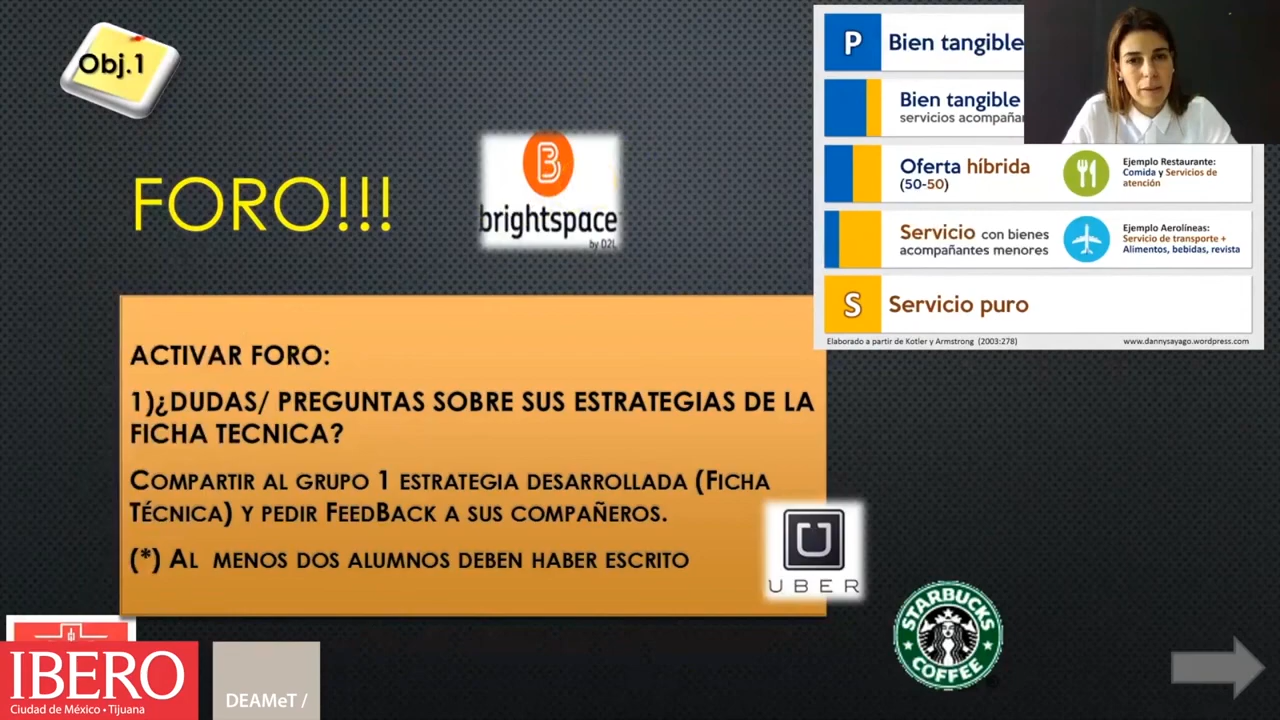 Obj.1
FORO!!!
B
brightspace
by D2L
ACTIVAR FORO:
1)¿DUDAS/ PREGUNTAS SOBRE SUS ESTRATEGIAS DE LA
FICHA TECNICA?
COMPARTIR AL GRUPO 1 ESTRATEGIA DESARROLLADA (FICHA
TÉCNICA) Y PEDIR FEEDBACK A SUS COMPAÑEROS.
(*) AL MENOS DOS ALUMNOS DEBEN HABER ESCRITO
P Bien tangible
Bien tangible
servicios
Oferta híbrida
(50-50)
Ejemplo Restaurante:
Comida y Servicios de
atención
Servicio con bienes
acompañantes menores
Ejemplo Aerolíneas:
Servicio de transporte +
Alimentos, bebidas, revista
S Servicio puro
Elaborado a partir de Kotler y Armstrong (2003:278)
www.dannysayago.wordpress.com
U
UBER
STARBUCKS
COFFEE
IBERO
Ciudad de México • Tijuana
DEAMeT /